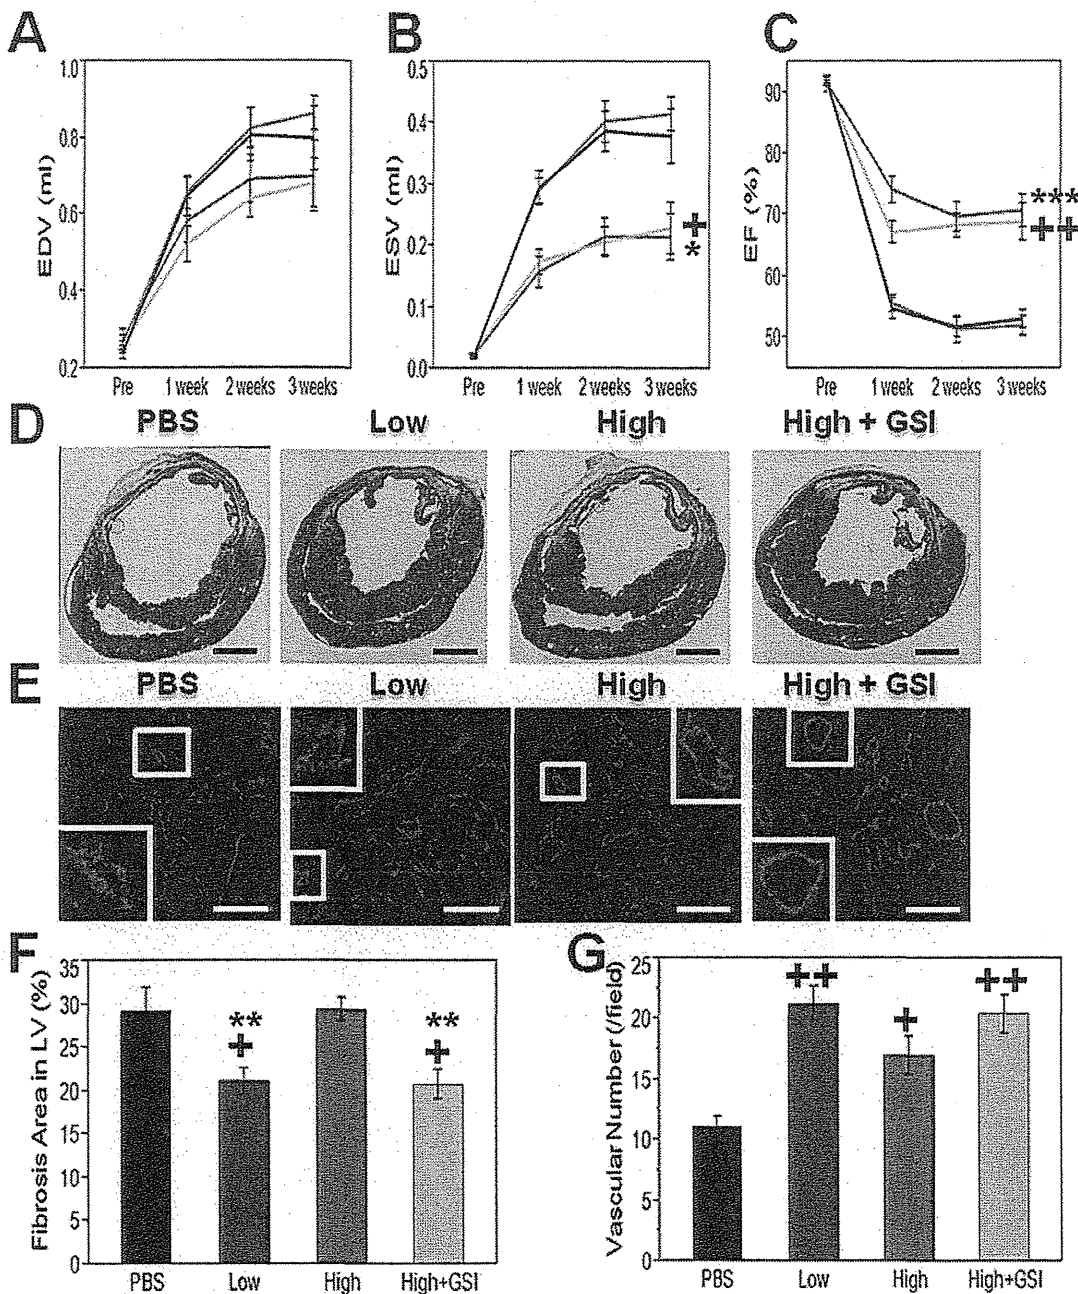 A
B
C
EDV (ml)
1.0
0.8
0.6
0.4
0.2
Pre
1 week
2 weeks
3 weeks
ESV (ml)
0.5
0.4
0.3
0.2
0.1
0.0
+
*
Pre
1 week
2 weeks
3 weeks
EF (%)
90
80
70
60
50
***
++
Pre
1 week
2 weeks
3 weeks
D
PBS
Low
High
High + GSI
E
PBS
Low
High
High + GSI
F
Fibrosis Area in LV (%)
35
30
25
20
15
10
5
0
**
+
**
+
PBS
Low
High
High+GSI
G
Vascular Number (/field)
25
20
15
10
5
0
++
+
++
PBS
Low
High
High+GSI